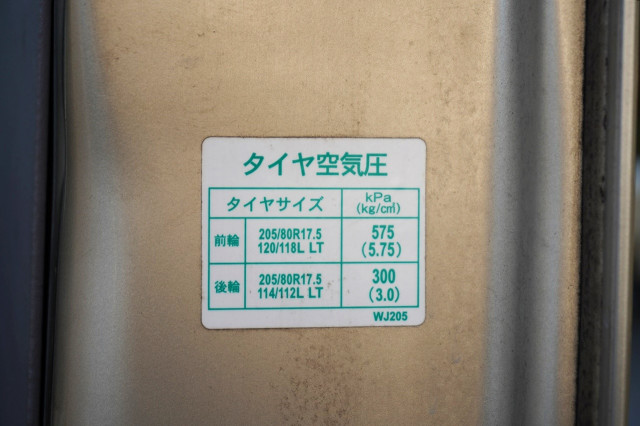 タイヤ空気圧
タイヤサイズ kPa (kg/c㎡)
前輪 205/80R17.5 120/118L LT 575 (5.75)
後輪 205/80R17.5 114/112L LT 300 (3.0)
WJ205